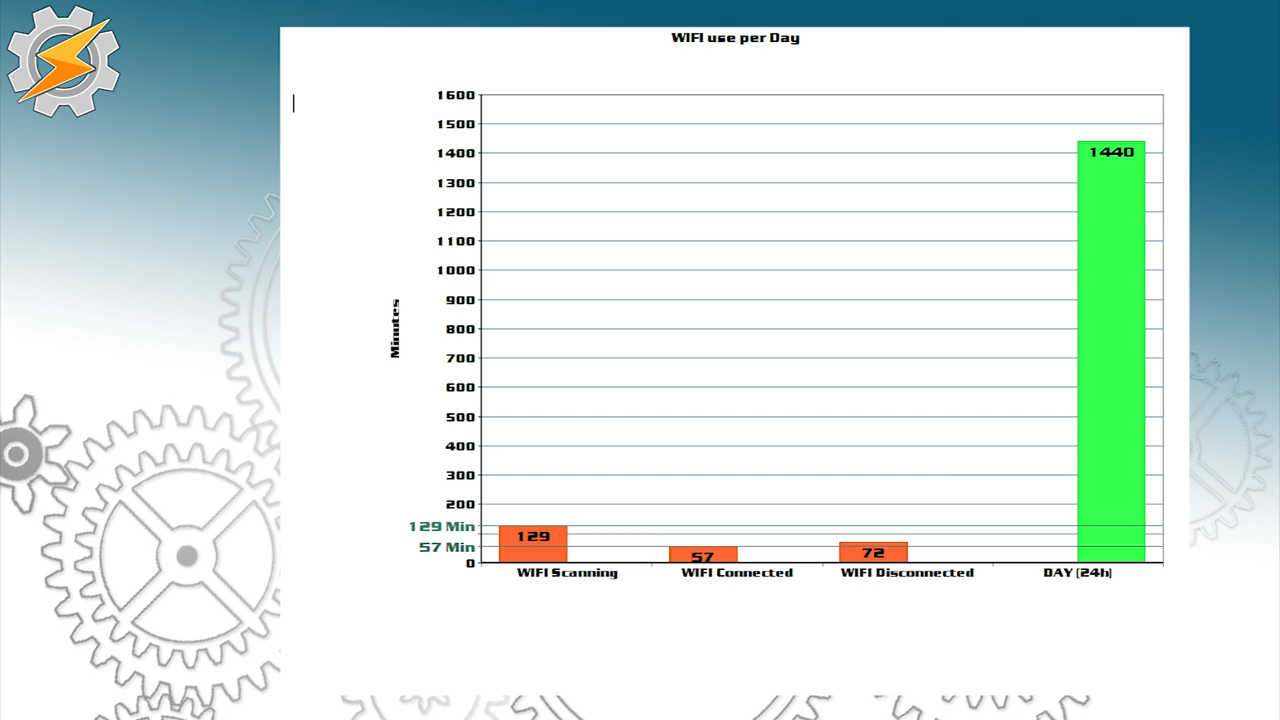 WIFI use per Day
1600
1500
1400
1300
1200
1100
1000
900
800
700
600
500
400
300
200
129 Min
57 Min
0
Minutes
1440
129
57
72
WIFI Scanning
WIFI Connected
WIFI Disconnected
DAY (24h)